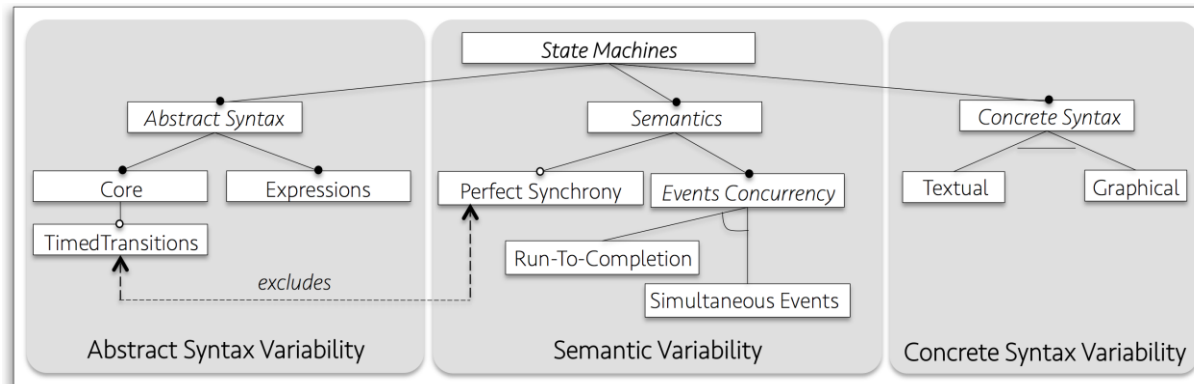 State Machines
Abstract Syntax
Semantics
Concrete Syntax
Core
Expressions
Perfect Synchrony
Events Concurrency
Textual
Graphical
TimedTransitions
Run-To-Completion
excludes
Simultaneous Events
Abstract Syntax Variability
Semantic Variability
Concrete Syntax Variability